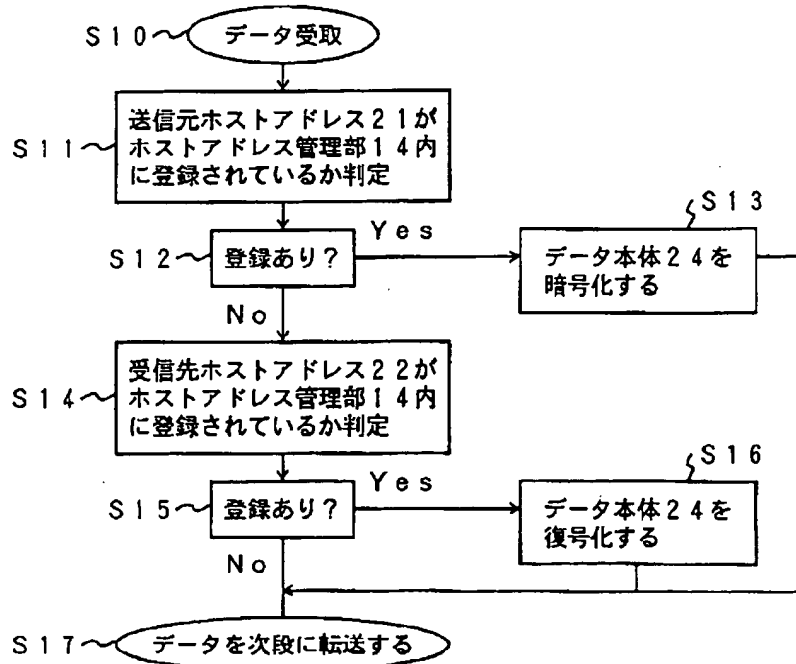 S10
データ受取
S11
送信元ホストアドレス21が
ホストアドレス管理部14内
に登録されているか判定
S12
登録あり?
Yes
S13
データ本体24を
暗号化する
No
S14
受信先ホストアドレス22が
ホストアドレス管理部14内
に登録されているか判定
S15
登録あり?
Yes
S16
データ本体24を
復号化する
No
S17
データを次段に転送する